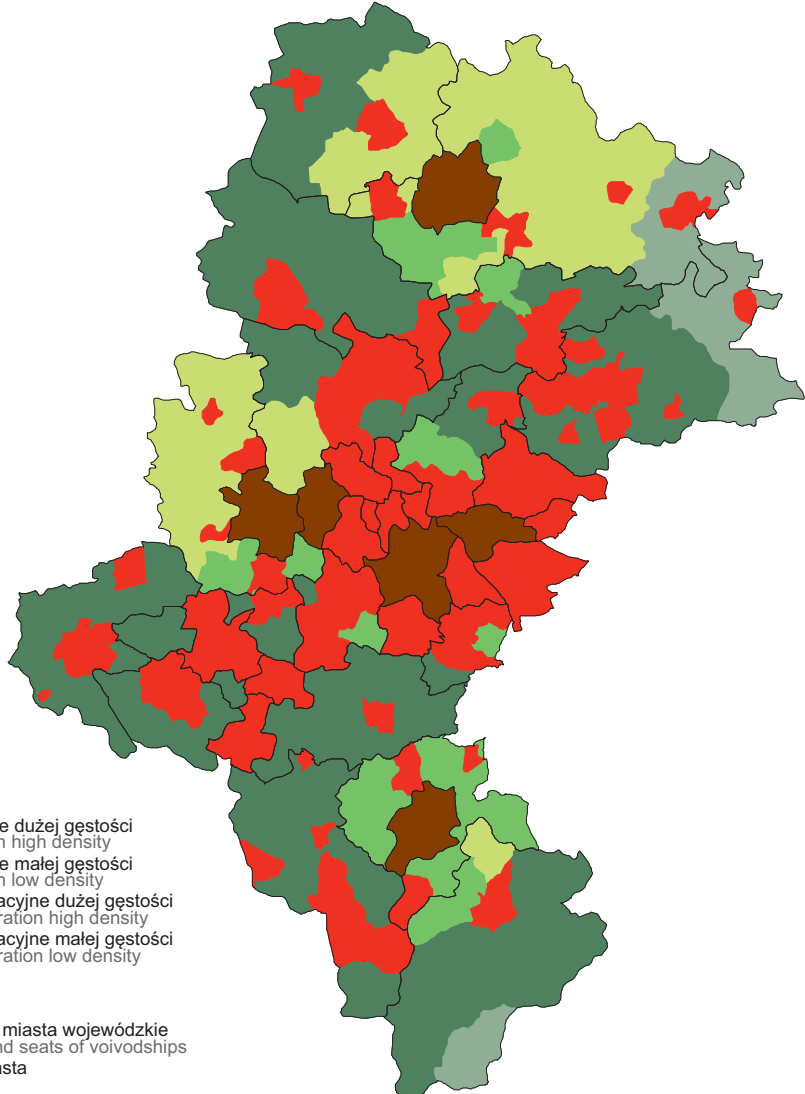 e dużej gęstości
h high density
e małej gęstości
h low density
acyjne dużej gęstości
ration high density
acyjne małej gęstości
ration low density
miasta wojewódzkie
nd seats of voivodships
asta